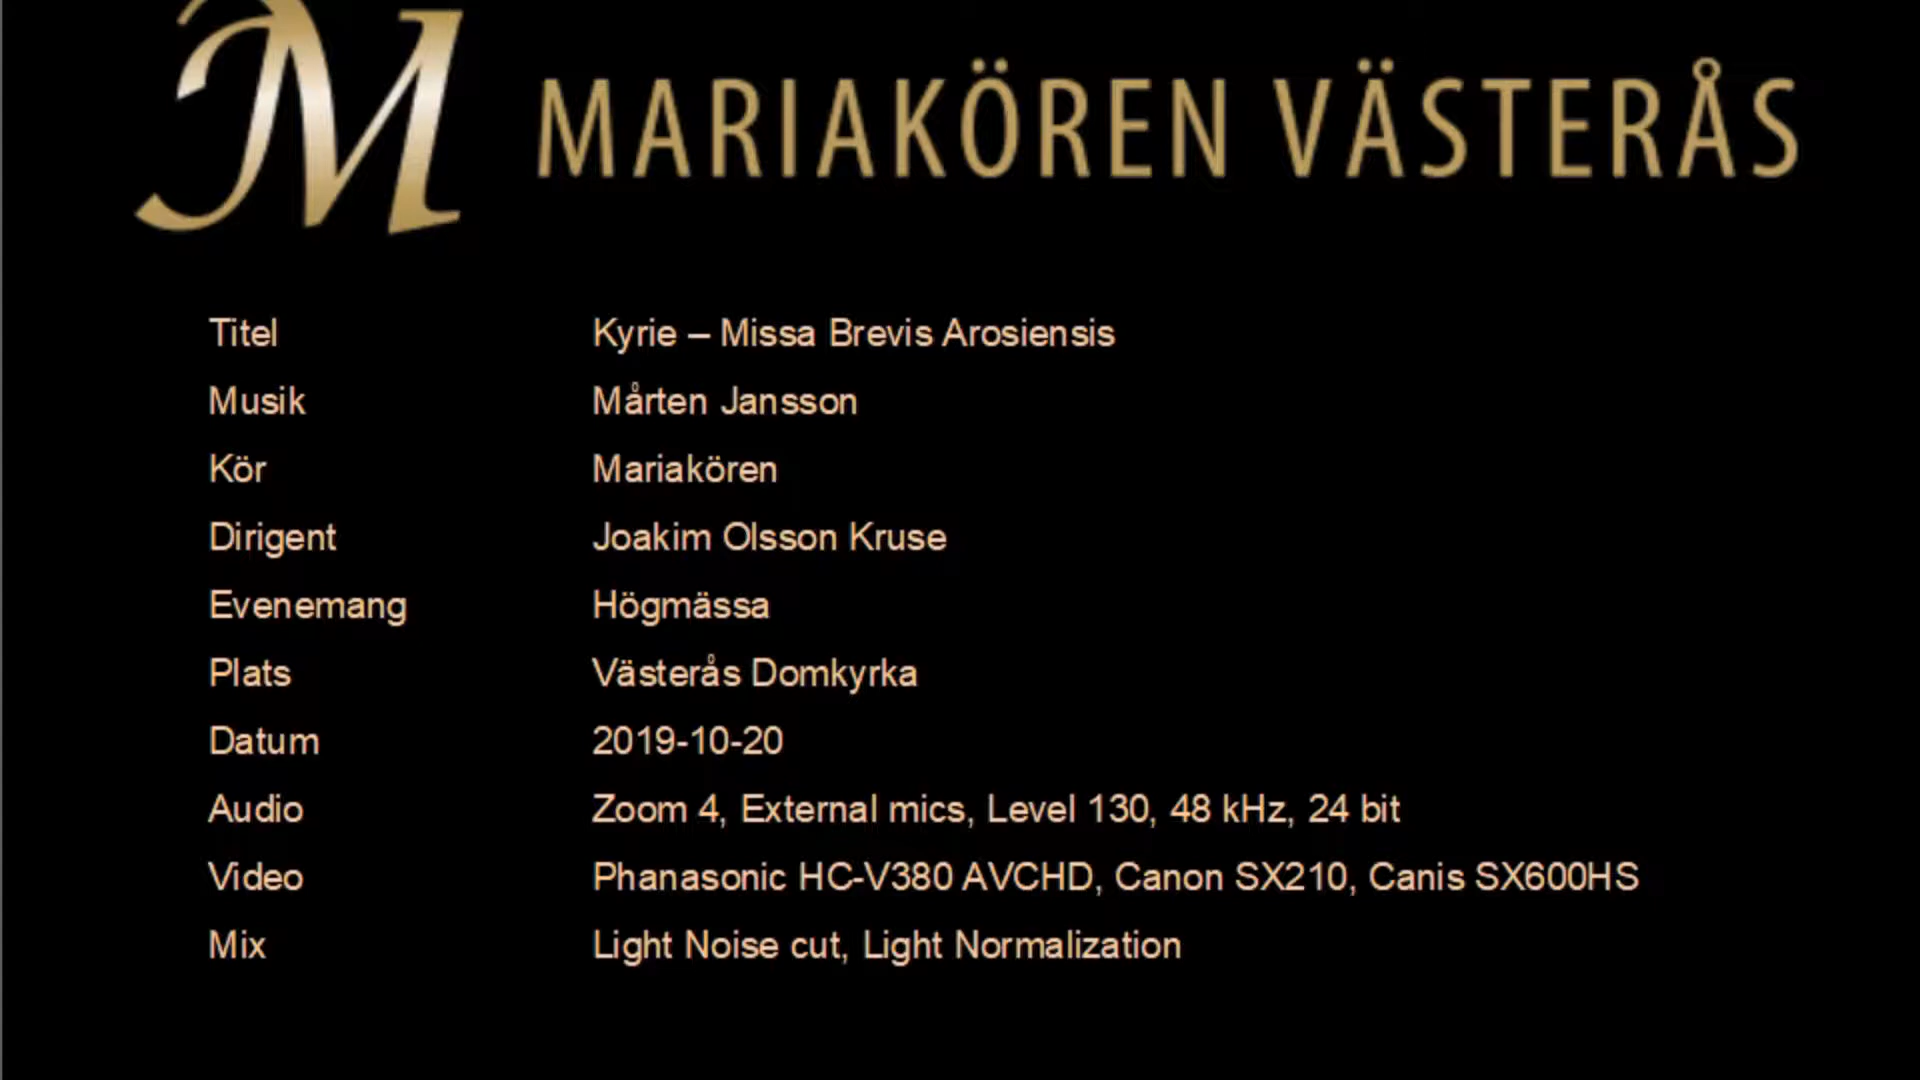 M MARIAKÖREN VÄSTERÅS
Titel Kyrie – Missa Brevis Arosiensis
Musik Mårten Jansson
Kör Mariakören
Dirigent Joakim Olsson Kruse
Evenemang Högmässa
Plats Västerås Domkyrka
Datum 2019-10-20
Audio Zoom 4, External mics, Level 130, 48 kHz, 24 bit
Video Phanasonic HC-V380 AVCHD, Canon SX210, Canis SX600HS
Mix Light Noise cut, Light Normalization